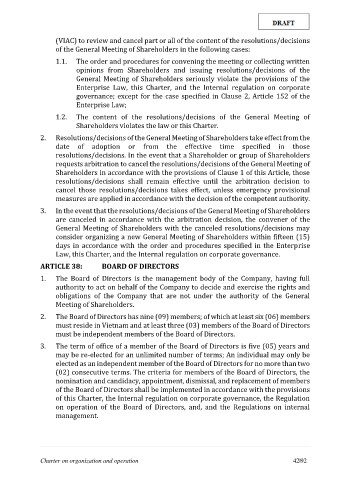 DRAFT
(VIAC) to review and cancel part or all of the content of the resolutions/decisions
of the General Meeting of Shareholders in the following cases:
1.1. The order and procedures for convening the meeting or collecting written
opinions from Shareholders and issuing resolutions/decisions of the
General Meeting of Shareholders seriously violate the provisions of the
Enterprise Law, this Charter, and the Internal regulation on corporate
governance; except for the case specified in Clause 2, Article 152 of the
Enterprise Law;
1.2. The content of the resolutions/decisions of the General Meeting of
Shareholders violates the law or this Charter.
2. Resolutions/decisions of the General Meeting of Shareholders take effect from the
date of adoption or from the effective time specified in those
resolutions/decisions. In the event that a Shareholder or group of Shareholders
requests arbitration to cancel the resolutions/decisions of the General Meeting of
Shareholders in accordance with the provisions of Clause 1 of this Article, those
resolutions/decisions shall remain effective until the arbitration decision to
cancel those resolutions/decisions takes effect, unless emergency provisional
measures are applied in accordance with the decision of the competent authority.
3. In the event that the resolutions/decisions of the General Meeting of Shareholders
are canceled in accordance with the arbitration decision, the convener of the
General Meeting of Shareholders with the canceled resolutions/decisions may
consider organizing a new General Meeting of Shareholders within fifteen (15)
days in accordance with the order and procedures specified in the Enterprise
Law, this Charter, and the Internal regulation on corporate governance.
ARTICLE 38: BOARD OF DIRECTORS
1. The Board of Directors is the management body of the Company, having full
authority to act on behalf of the Company to decide and exercise the rights and
obligations of the Company that are not under the authority of the General
Meeting of Shareholders.
2. The Board of Directors has nine (09) members; of which at least six (06) members
must reside in Vietnam and at least three (03) members of the Board of Directors
must be independent members of the Board of Directors.
3. The term of office of a member of the Board of Directors is five (05) years and
may be re-elected for an unlimited number of terms; An individual may only be
elected as an independent member of the Board of Directors for no more than two
(02) consecutive terms. The criteria for members of the Board of Directors, the
nomination and candidacy, appointment, dismissal, and replacement of members
of the Board of Directors shall be implemented in accordance with the provisions
of this Charter, the Internal regulation on corporate governance, the Regulation
on operation of the Board of Directors, and, and the Regulations on internal
management.
Charter on organization and operation 42/92